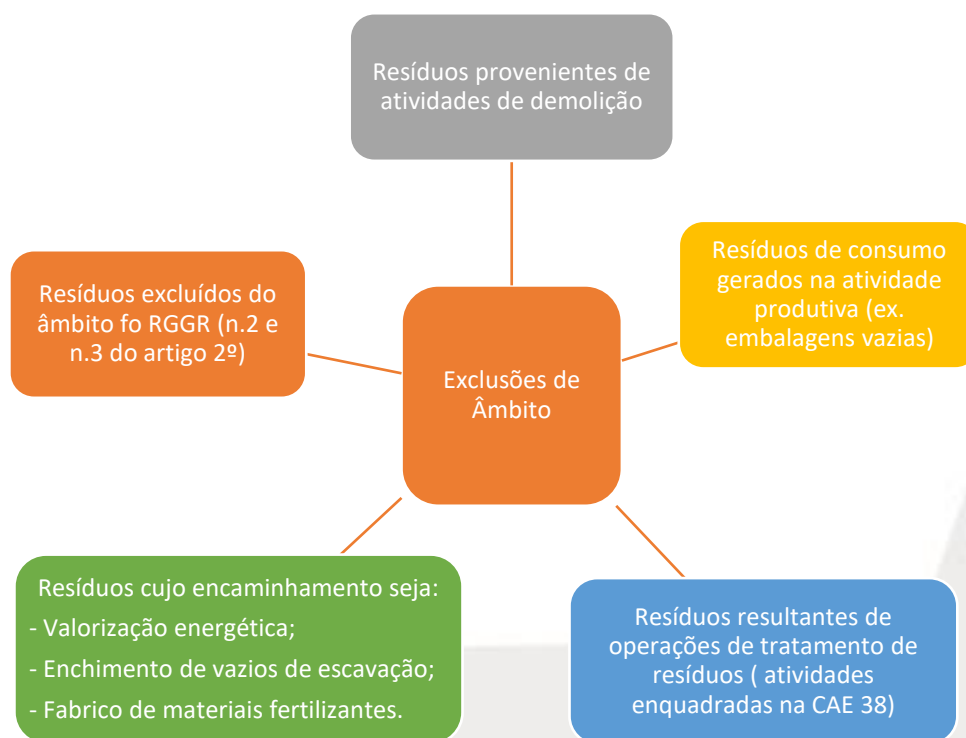 Resíduos provenientes de
atividades de demolição
Resíduos de consumo
gerados na atividade
produtiva (ex.
embalagens vazias)
Resíduos excluídos do
âmbito fo RGGR (n.2 e
n.3 do artigo 2º)
Exclusões de
Âmbito
Resíduos cujo encaminhamento seja:
- Valorização energética;
- Enchimento de vazios de escavação;
- Fabrico de materiais fertilizantes.
Resíduos resultantes de
operações de tratamento de
resíduos ( atividades
enquadradas na CAE 38)